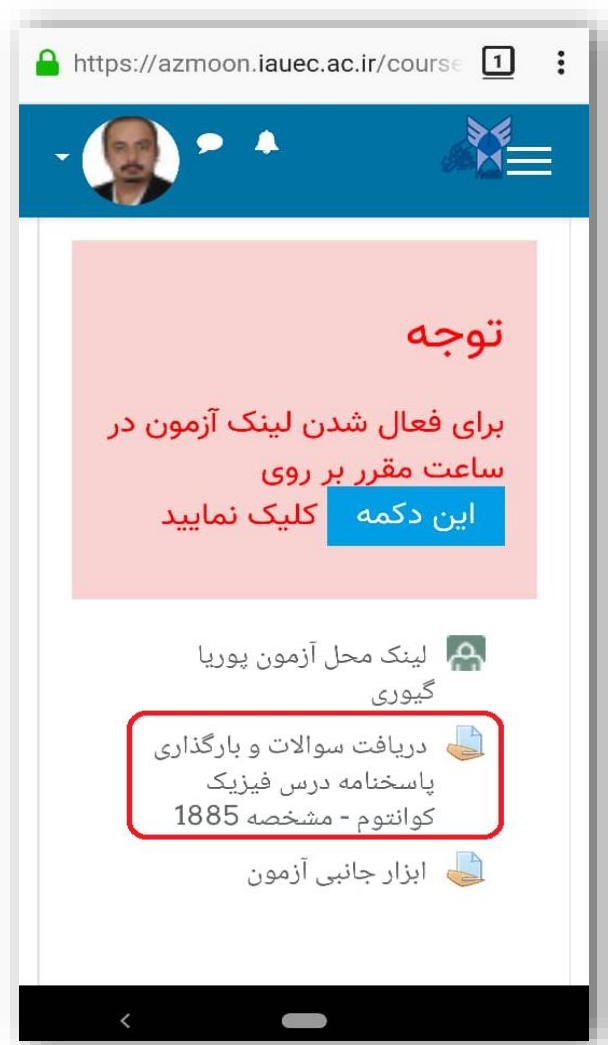 https://azmoon.iauec.ac.ir/course
1
توجه
برای فعال شدن لینک آزمون در
ساعت مقرر بر روی
این دکمه کلیک نمایید
لینک محل آزمون پوریا
گیوری
دریافت سوالات و بارگذاری
پاسخنامه درس فیزیک
کوانتوم - مشخصه 1885
ابزار جانبی آزمون